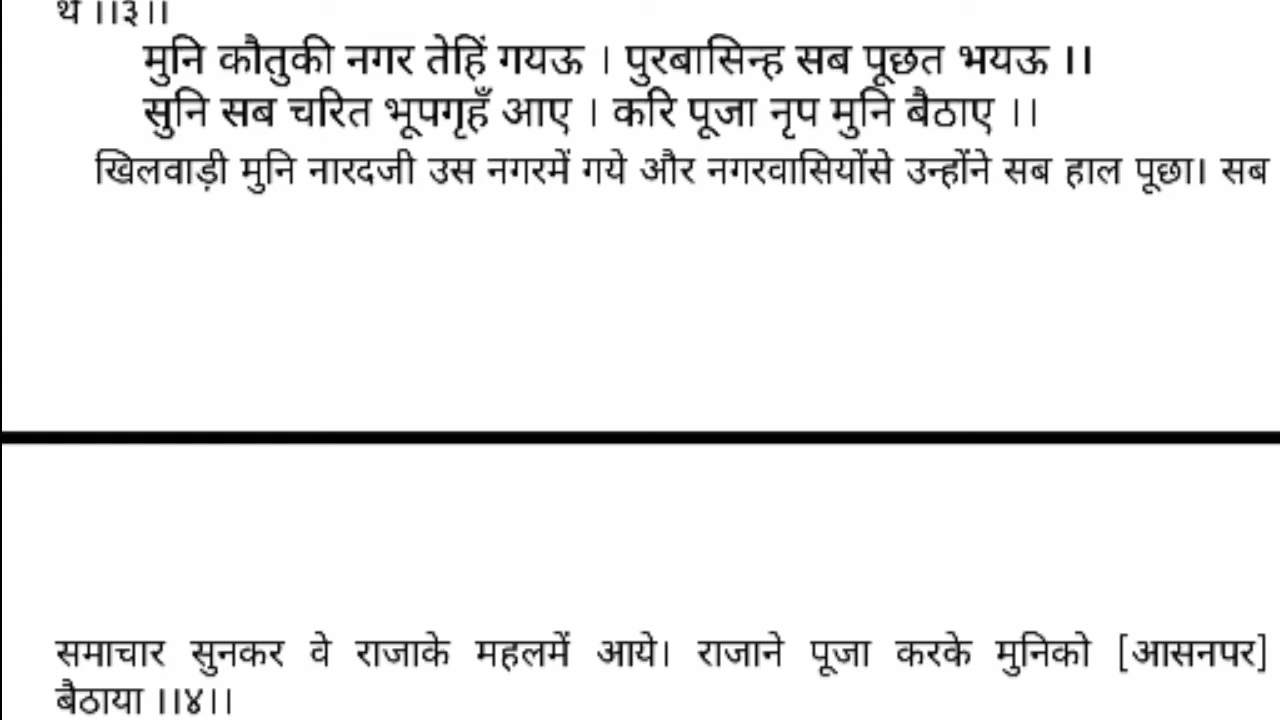 थे ।।३।।
मुनि कौतुकी नगर तेहिं गयऊ । पुरबासिन्ह सब पूछत भयऊ ।।
सुनि सब चरित भूपगृहँ आए । करि पूजा नृप मुनि बैठाए ।।
खिलवाड़ी मुनि नारदजी उस नगरमें गये और नगरवासियोंसे उन्होंने सब हाल पूछा। सब
समाचार सुनकर वे राजाके महलमें आये। राजाने पूजा करके मुनिको [आसनपर]
बैठाया ।।४।।